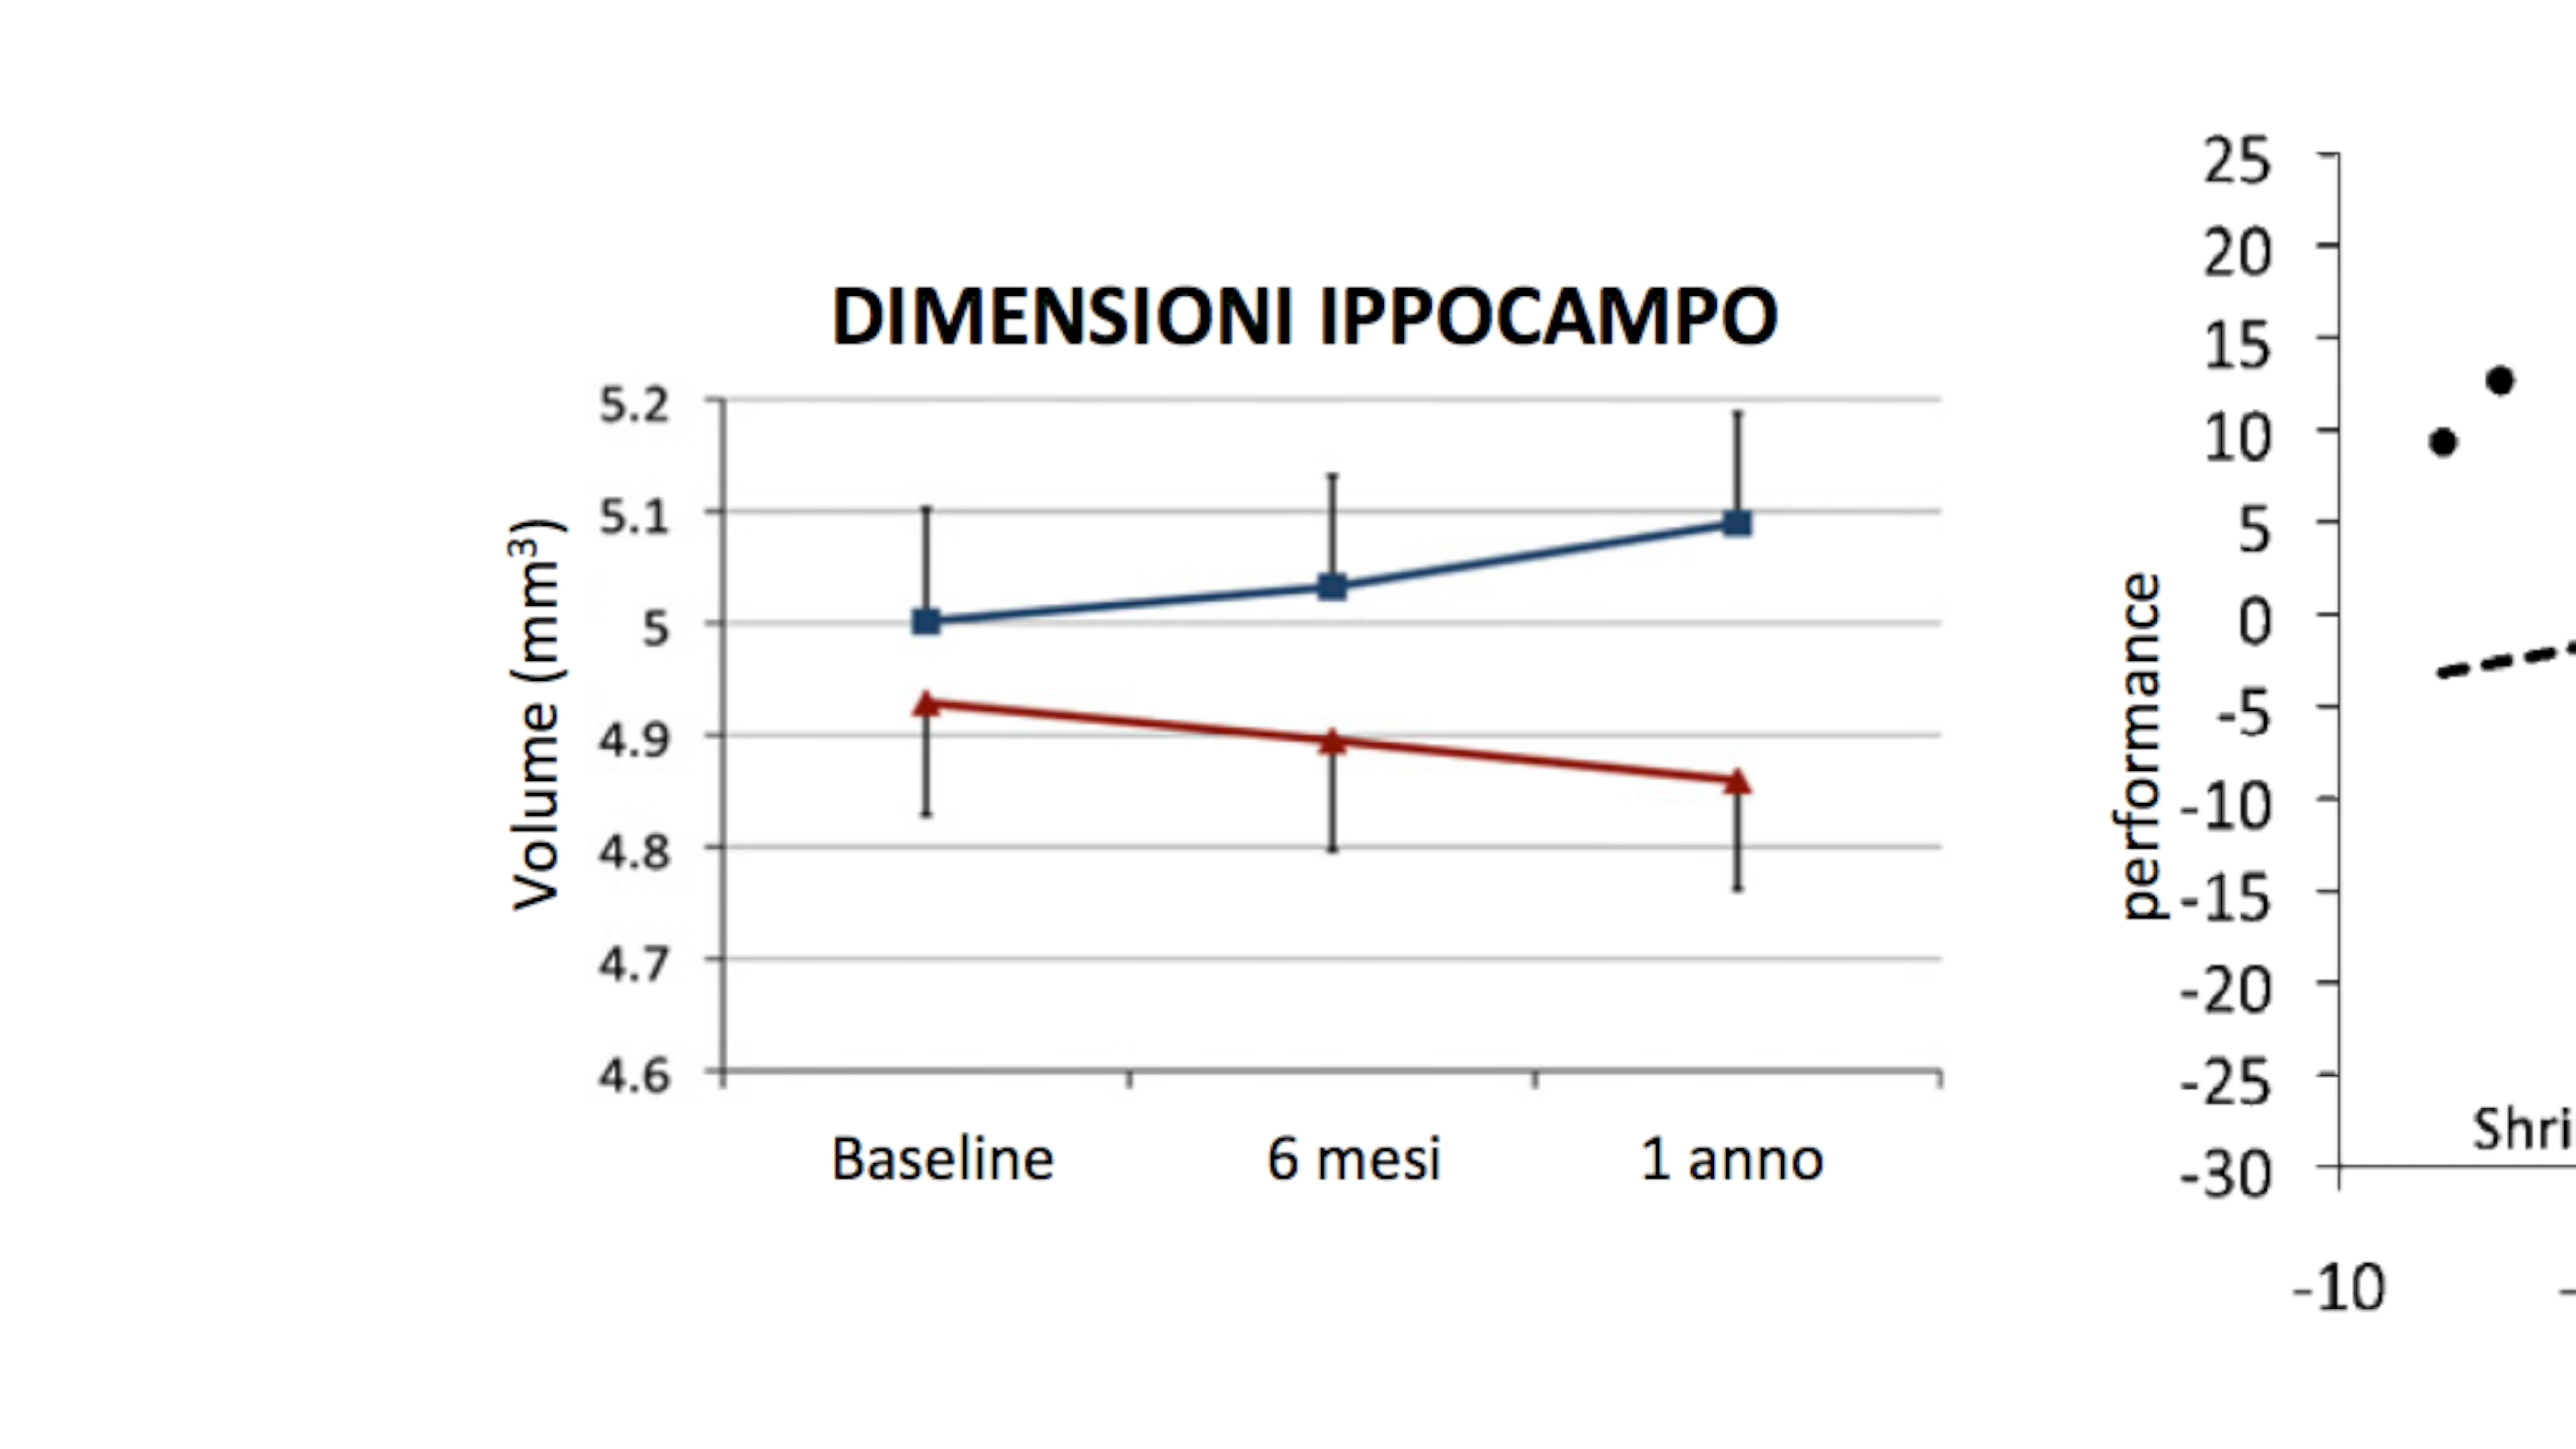 DIMENSIONI IPPOCAMPO
Volume (mm³)
5.2
5.1
5
4.9
4.8
4.7
4.6
Baseline
6 mesi
1 anno
performance
25
20
15
10
5
0
-5
-10
-15
-20
-25
-30
Shri
-10